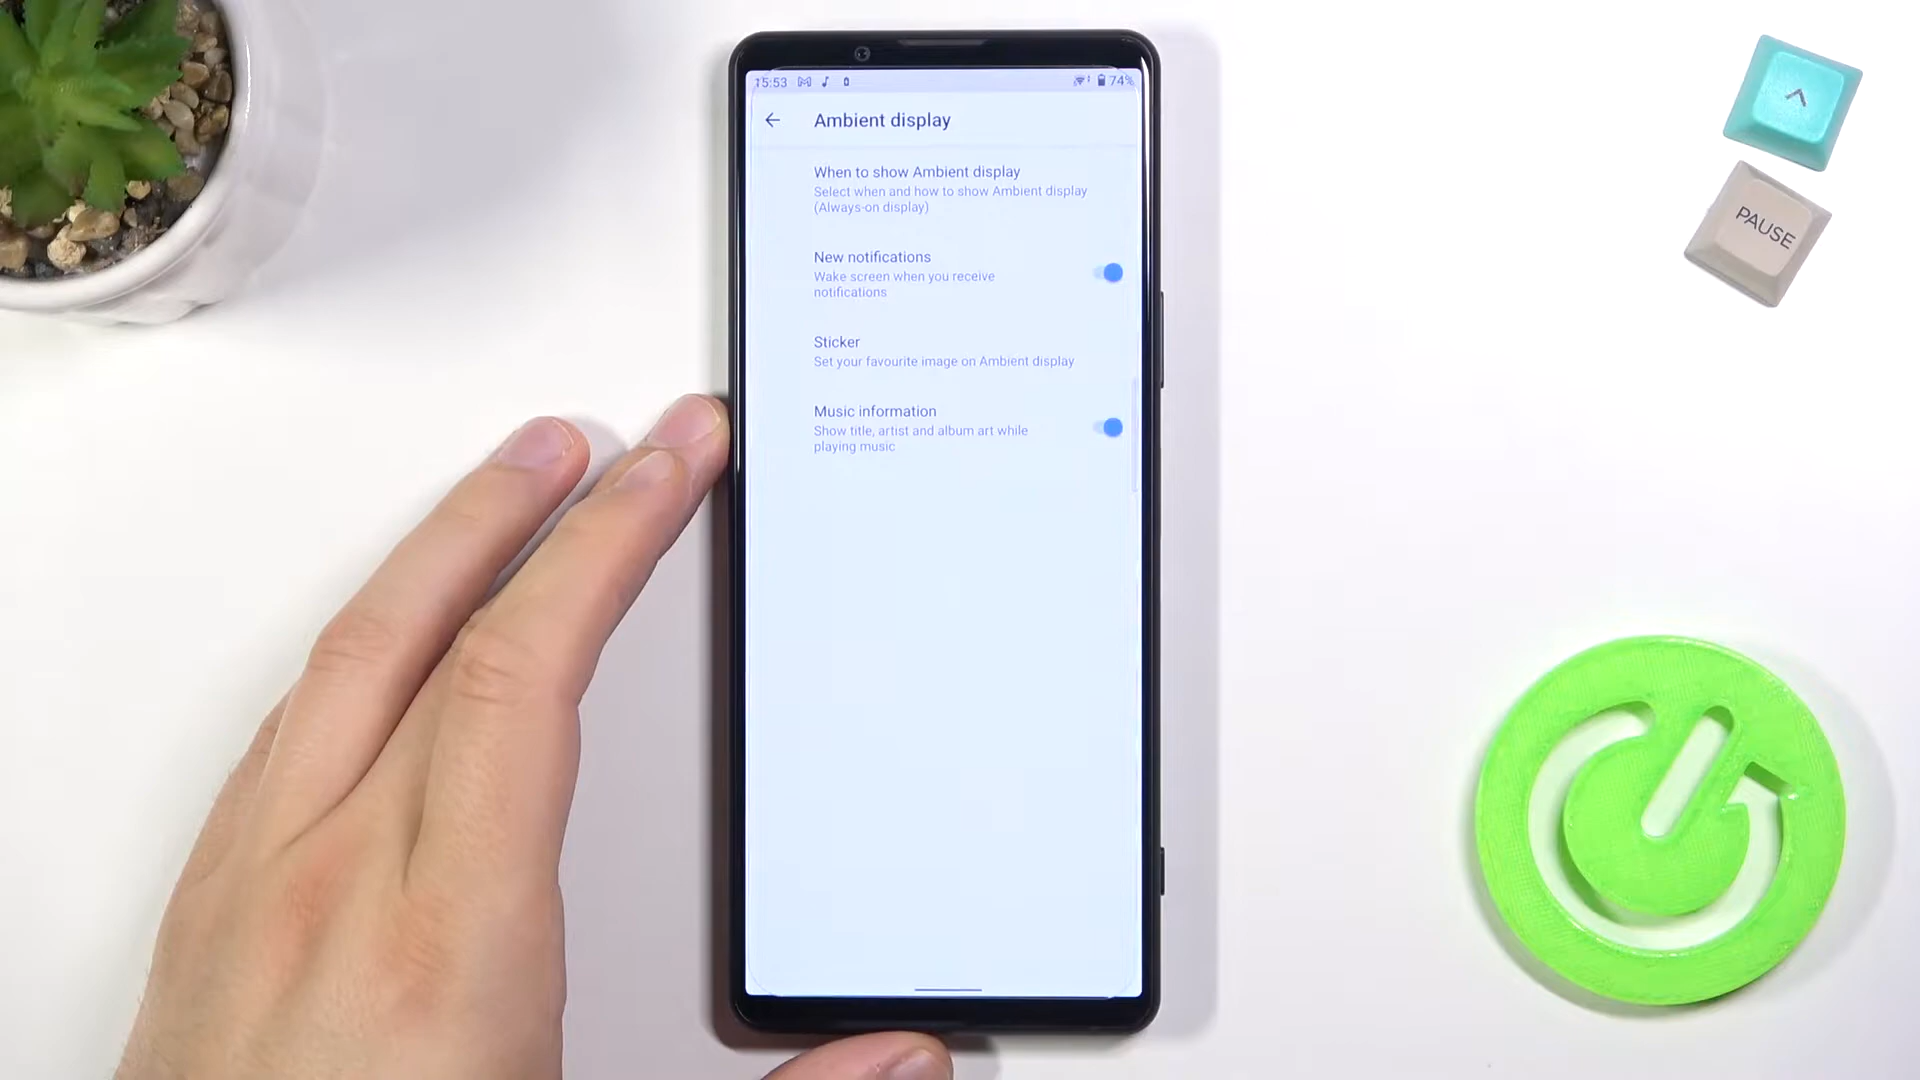 15:53
74%
Ambient display
When to show Ambient display
Select when and how to show Ambient display
(Always-on display)
New notifications
Wake screen when you receive
notifications
Sticker
Set your favourite image on Ambient display
Music information
Show title, artist and album art while
playing music
PAUSE